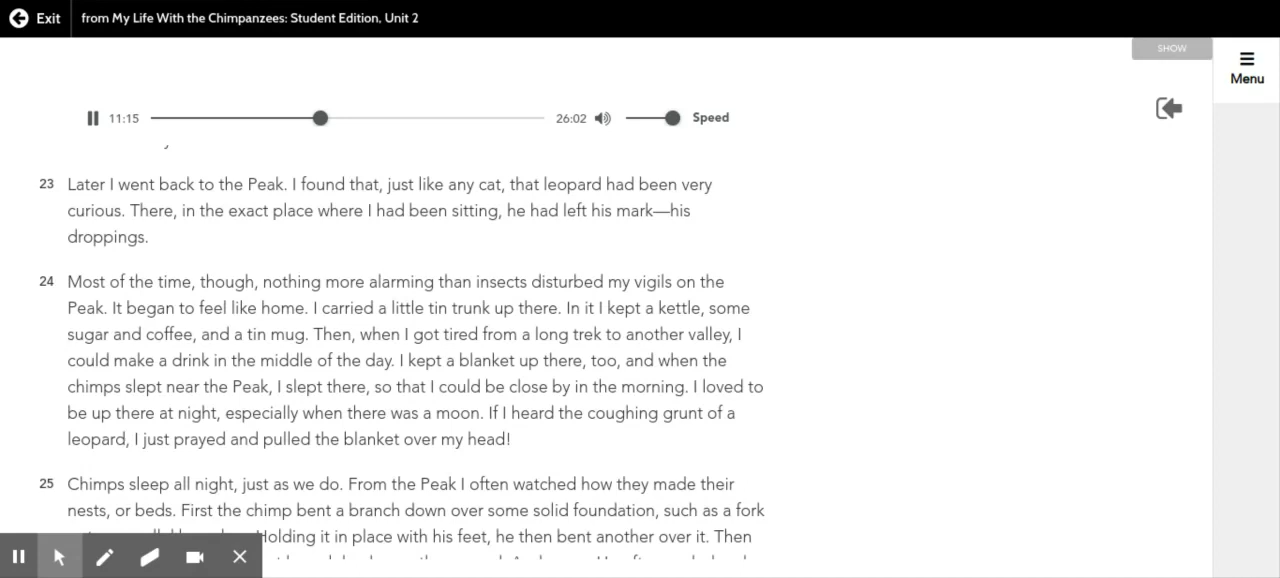 Exit from My Life With the Chimpanzees: Student Edition, Unit 2
SHOW
Menu
11:15 26:02 Speed
23 Later I went back to the Peak. I found that, just like any cat, that leopard had been very
curious. There, in the exact place where I had been sitting, he had left his mark—his
droppings.
24 Most of the time, though, nothing more alarming than insects disturbed my vigils on the
Peak. It began to feel like home. I carried a little tin trunk up there. In it I kept a kettle, some
sugar and coffee, and a tin mug. Then, when I got tired from a long trek to another valley, I
could make a drink in the middle of the day. I kept a blanket up there, too, and when the
chimps slept near the Peak, I slept there, so that I could be close by in the morning. I loved to
be up there at night, especially when there was a moon. If I heard the coughing grunt of a
leopard, I just prayed and pulled the blanket over my head!
25 Chimps sleep all night, just as we do. From the Peak I often watched how they made their
nests, or beds. First the chimp bent a branch down over some solid foundation, such as a fork
Holding it in place with his feet, he then bent another over it. Then